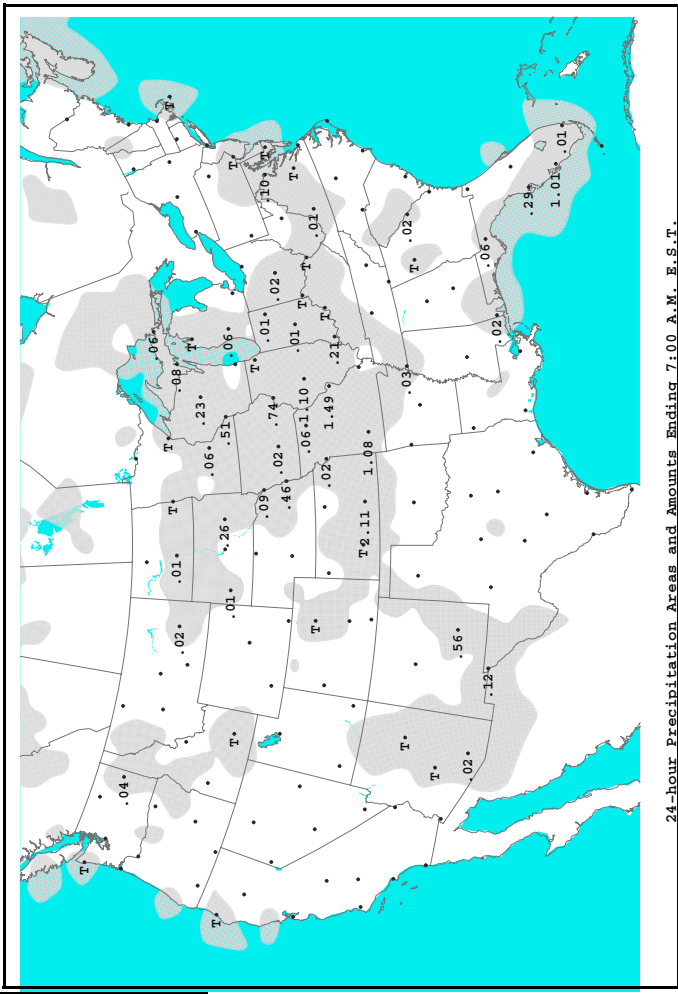 T
.04
.06
T
T
T
.01
.08
.02
T
.23
.06
T
.26
.51
.06
.01
T
T
T
.09
.01
.10
T
.74
.02
.02
.46
.01
T
T
.06 1.10
T
.01
T
T
.02
1.49
.21
T 2.11
1.08
T
.03
.02
T
T
.56
.02
.06
.12
.02
.29
1.01
.01
24-hour Precipitation Areas and Amounts Ending 7:00 A.M. E.S.T.